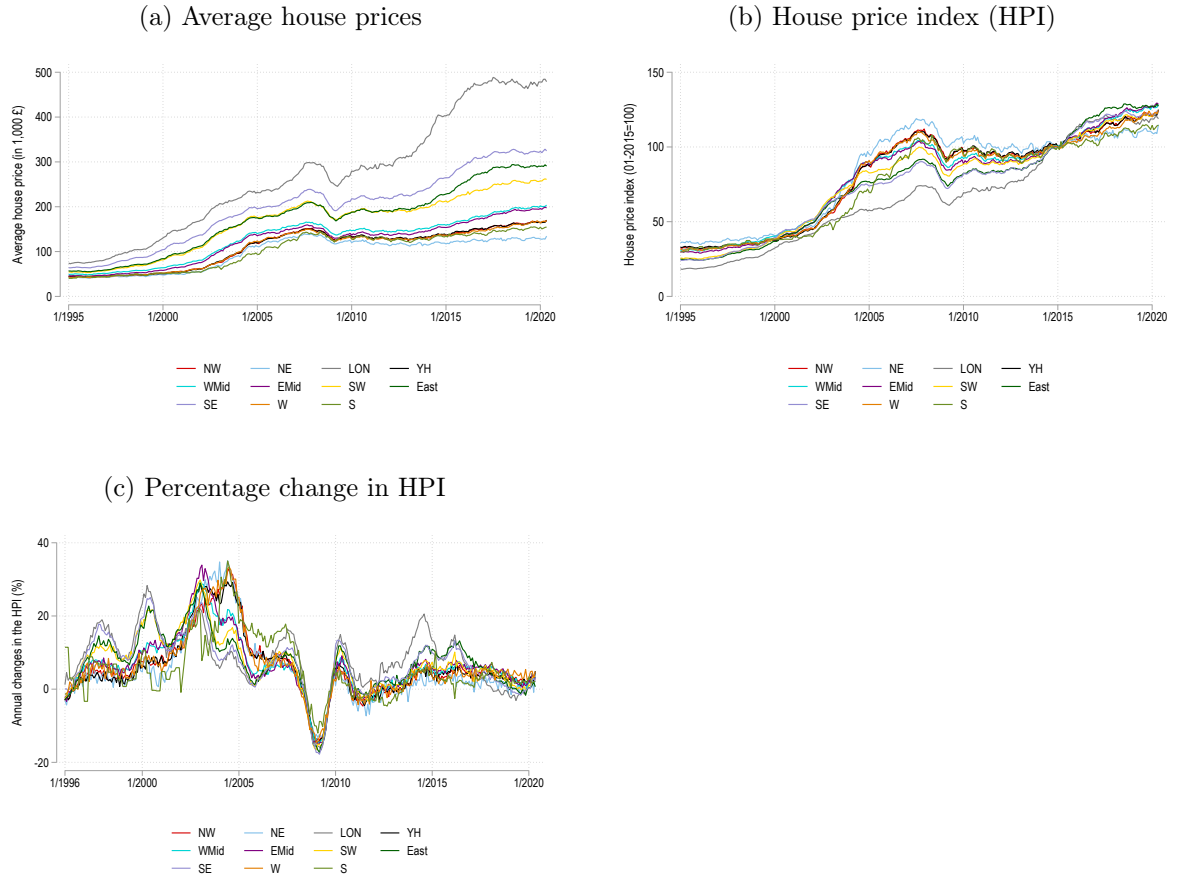 (a) Average house prices
Average house price (in 1,000 £)
500
400
300
200
100
0
1/1995 1/2000 1/2005 1/2010 1/2015 1/2020
NW NE LON YH
WMid EMid SW East
SE W S
(b) House price index (HPI)
House price index (01-2015=100)
150
100
50
0
1/1995 1/2000 1/2005 1/2010 1/2015 1/2020
NW NE LON YH
WMid EMid SW East
SE W S
(c) Percentage change in HPI
Annual changes in the HPI (%)
40
20
0
-20
1/1996 1/2000 1/2005 1/2010 1/2015 1/2020
NW NE LON YH
WMid EMid SW East
SE W S